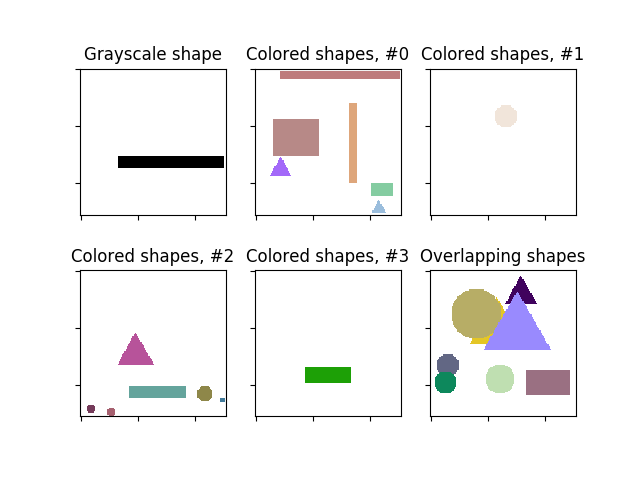 Grayscale shape
Colored shapes, #0
Colored shapes, #1
Colored shapes, #2
Colored shapes, #3
Overlapping shapes